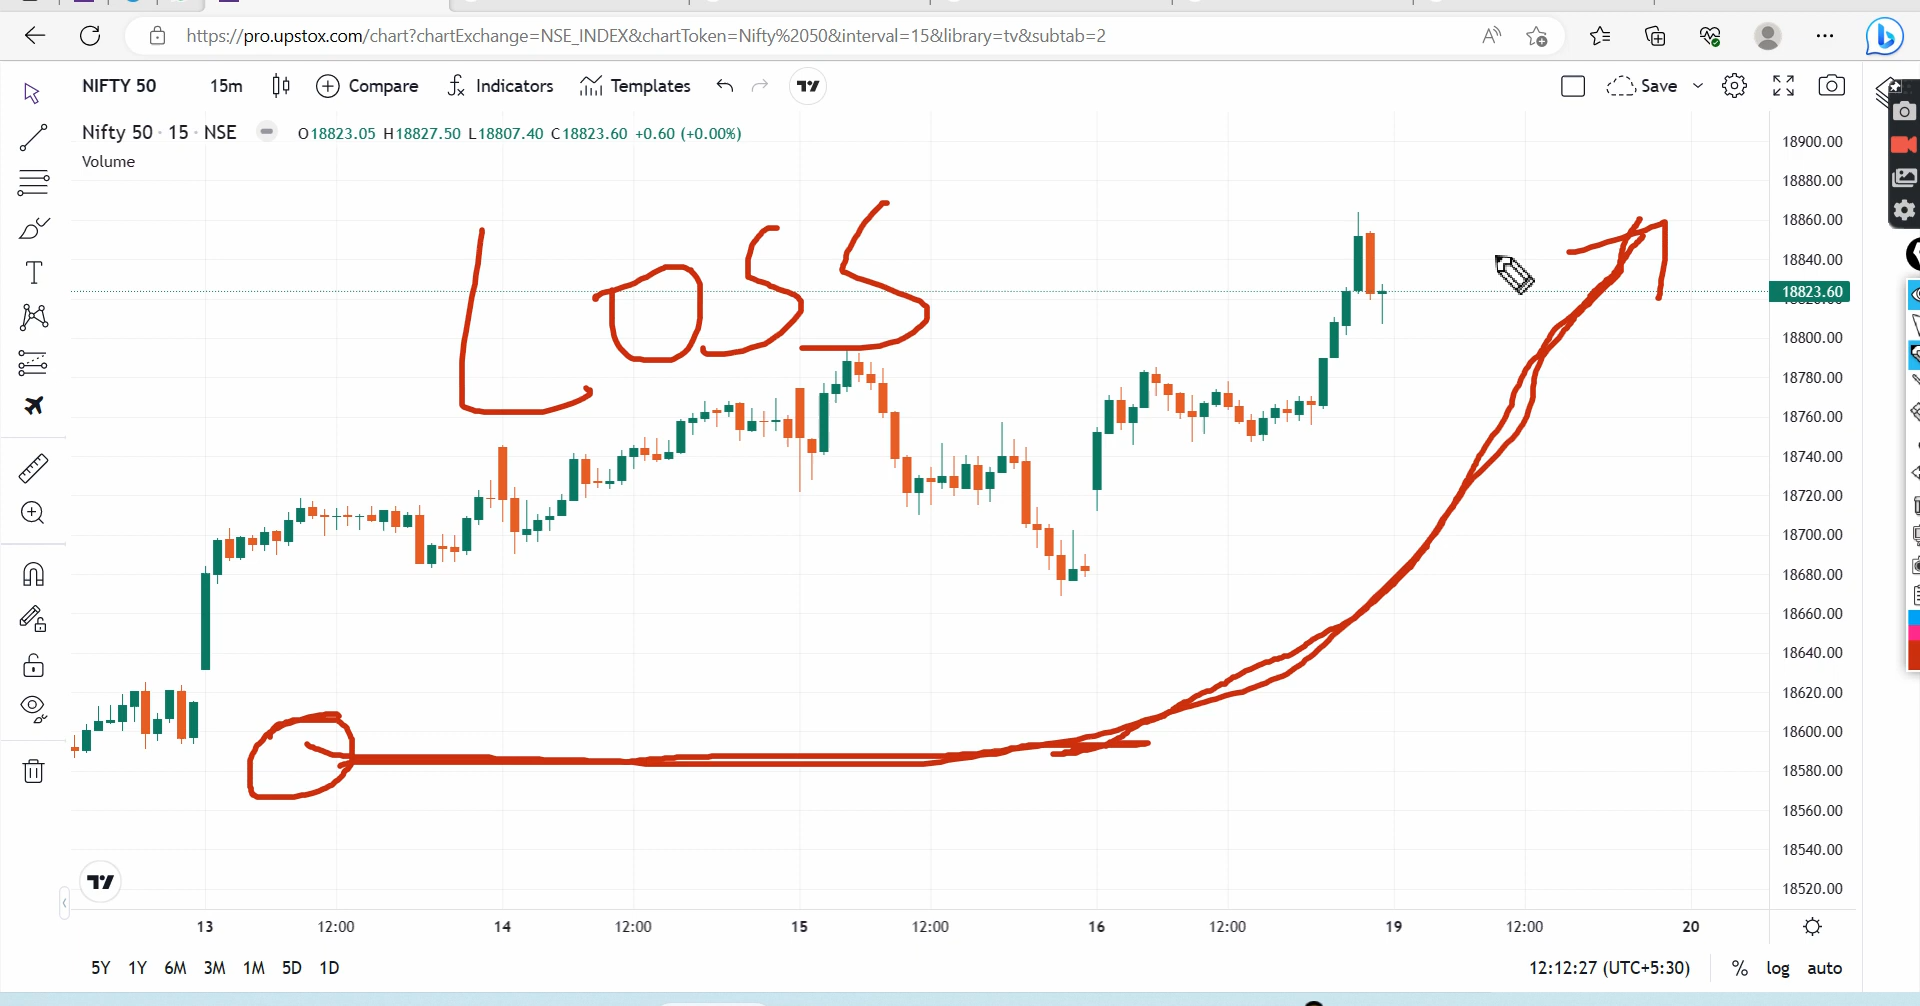 https://pro.upstox.com/chart?chartExchange=NSE_INDEX&chartToken=Nifty%2050&interval=15&library=tv&subtab=2
NIFTY 50 15m Compare Indicators Templates Save
Nifty 50 · 15 · NSE O18823.05 H18827.50 L18807.40 C18823.60 +0.60 (+0.00%)
Volume
LOSS
18900.00
18880.00
18860.00
18840.00
18823.60
18800.00
18780.00
18760.00
18740.00
18720.00
18700.00
18680.00
18660.00
18640.00
18620.00
18600.00
18580.00
18560.00
18540.00
18520.00
13 12:00 14 12:00 15 12:00 16 12:00 19 12:00 20
5Y 1Y 6M 3M 1M 5D 1D 12:12:27 (UTC+5:30) % log auto